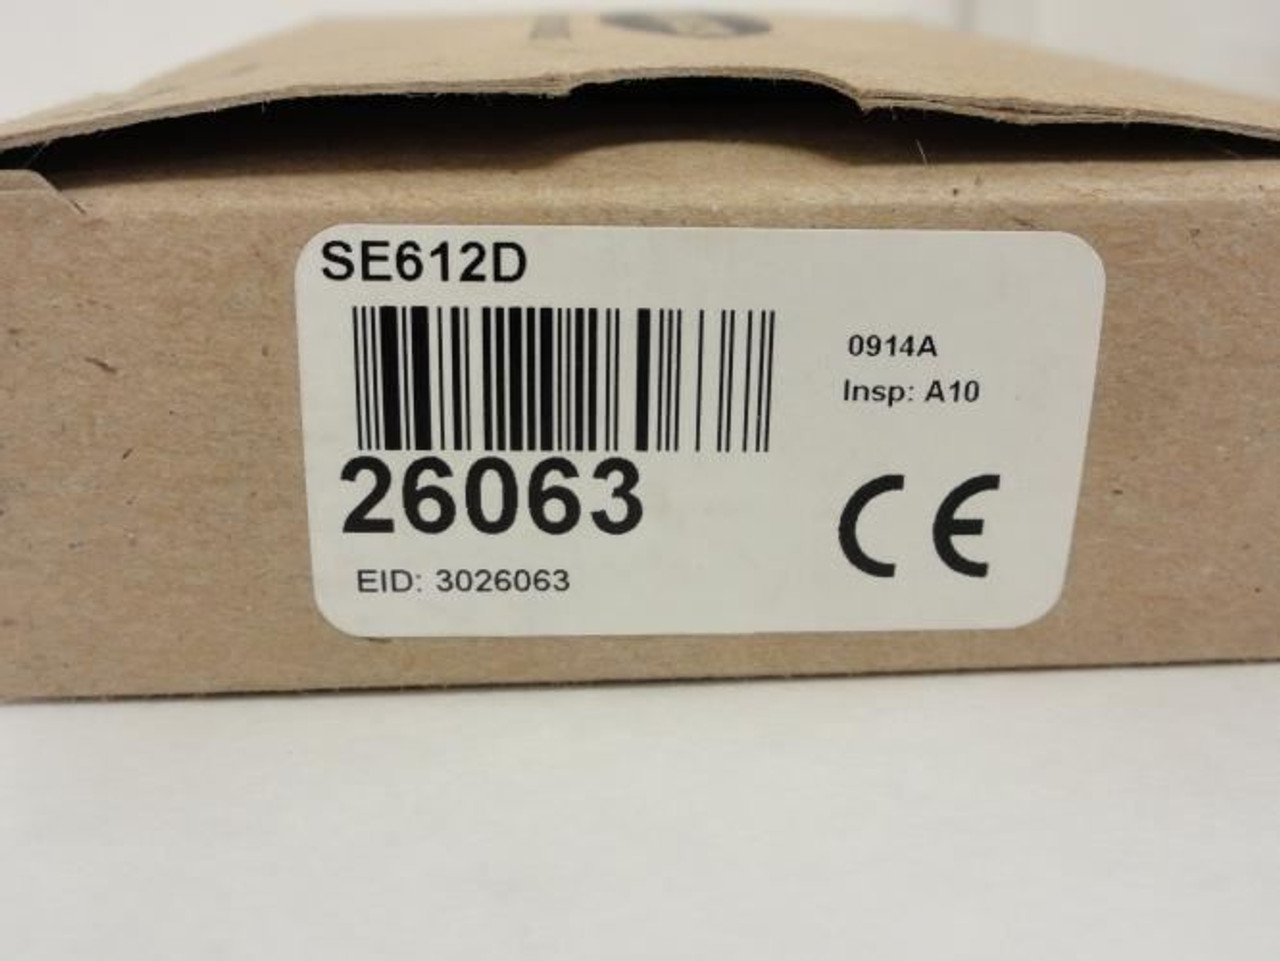 SE612D
0914A
Insp: A10
26063
EID: 3026063
CE